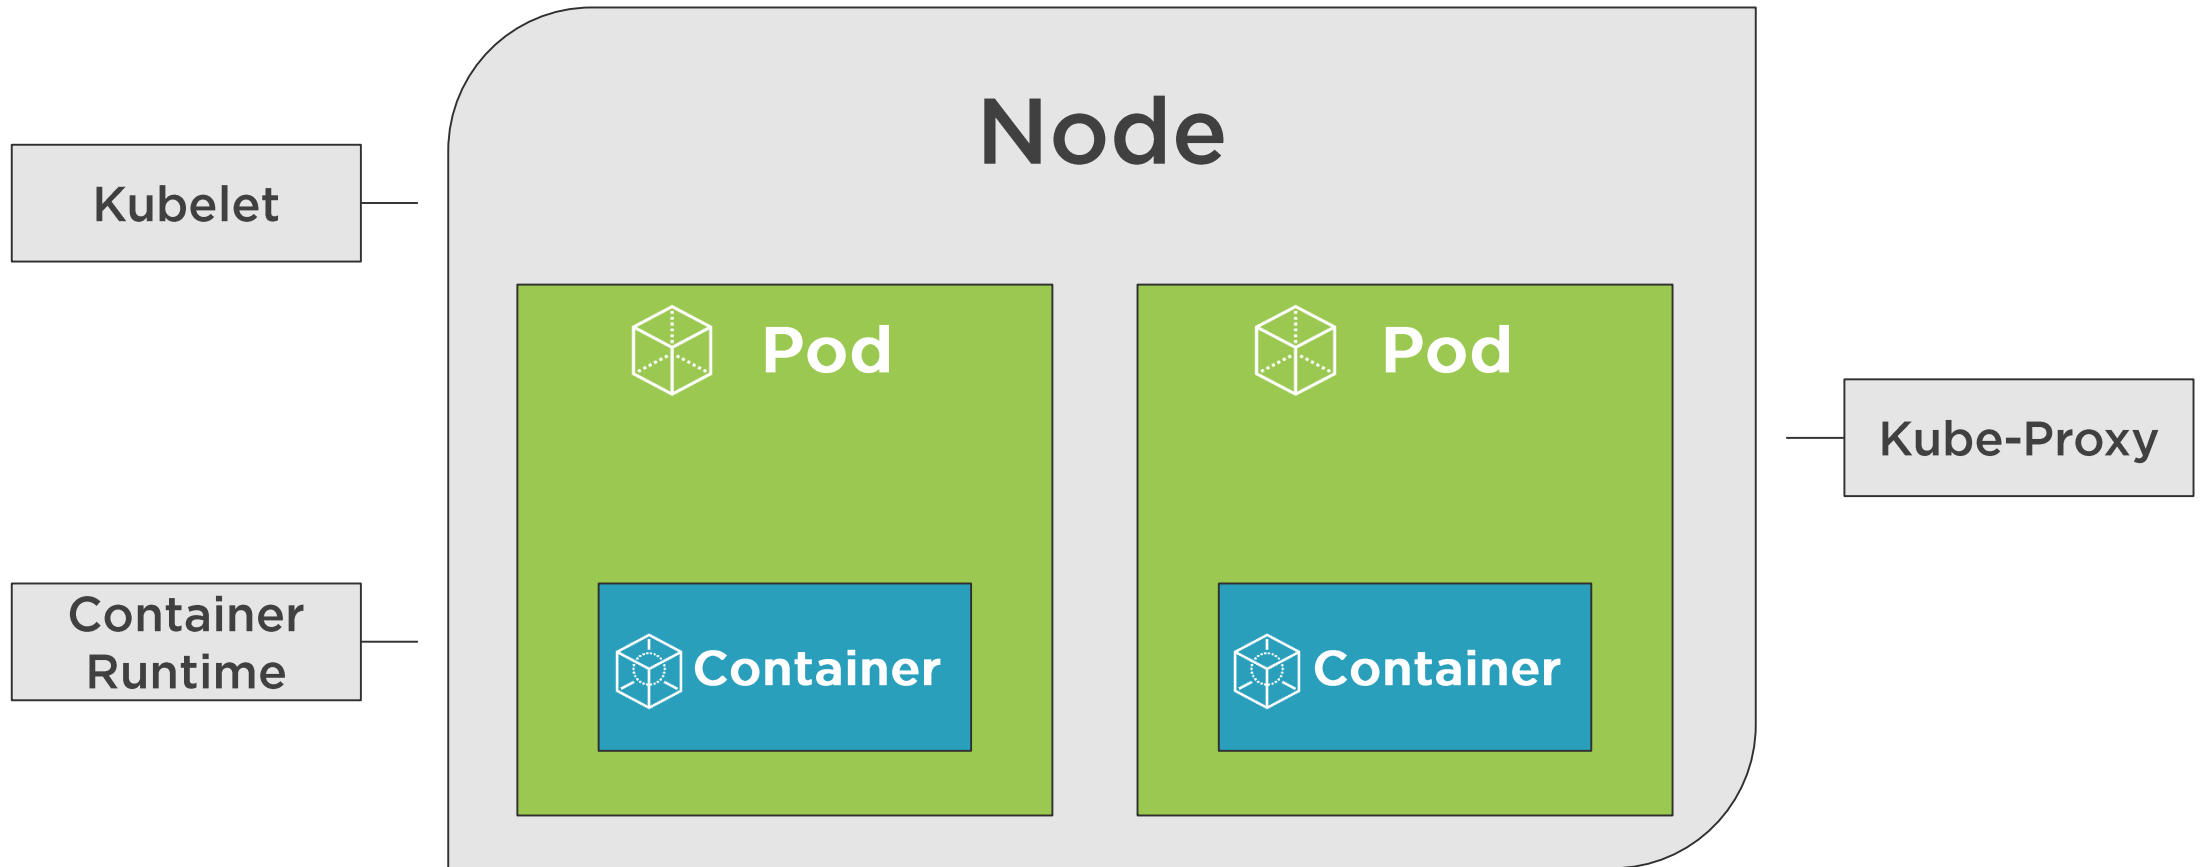 Node
Kubelet
Pod
Pod
Kube-Proxy
Container
Runtime
Container
Container